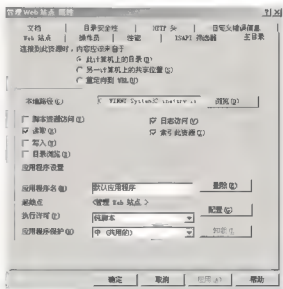 管理 Web 站点 属性
文档 目录安全性 HTTP 头 自定义错误信息
Web 站点 操作员 性能 ISAPI 筛选器 主目录
连接到此资源时，内容应该来自于
此计算机上的目录(D)
另一计算机上的共享位置(S)
重定向到 URL(U)
本地路径(C) 浏览(O)
脚本资源访问(T) 日志访问(V)
读取(R) 索引此资源(I)
写入(W)
目录浏览(B)
应用程序设置
应用程序名(M) 默认应用程序 删除(E)
起始点 <管理 Web 站点 >
执行许可(P) 纯脚本 配置(G)
应用程序保护(N) 中 (共用的)
确定 取消 应用(A) 帮助